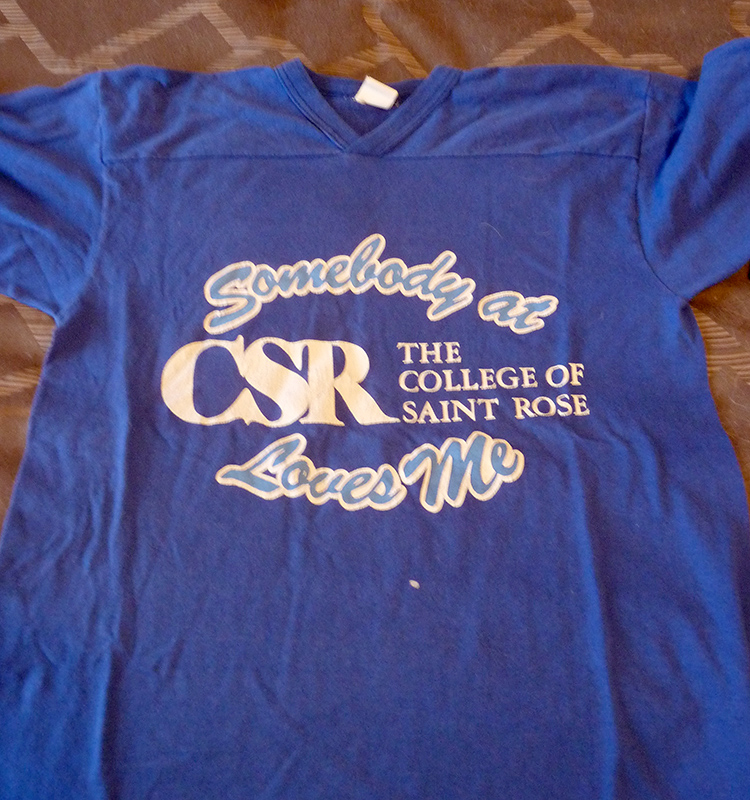 Somebody at
CSR
THE
COLLEGE OF
SAINT ROSE
Loves Me